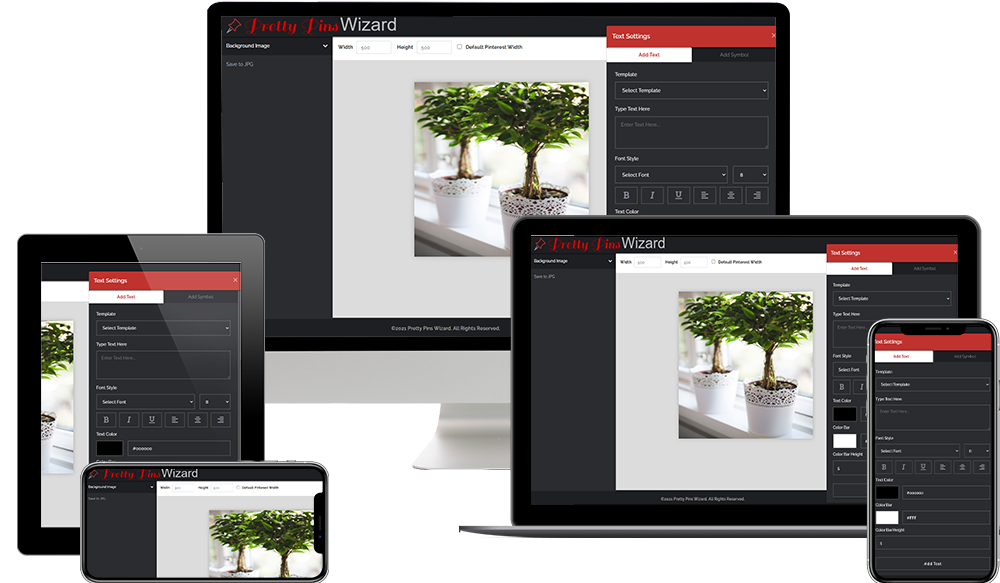 Pretty Pins Wizard
Background Image
Save to JPG
Width 500 Height 500 Default Pinterest Width
Text Settings ×
Add Text Add Symbol
Template
Select Template
Type Text Here
Enter Text Here...
Font Style
Select Font 8
B I U
Text Color
©2021 Pretty Pins Wizard. All Rights Reserved.
Text Settings ×
Add Text Add Symbol
Template
Select Template
Type Text Here
Enter Text Here...
Font Style
Select Font 8
B I U
Text Color
#000000
Pretty Pins Wizard
Background Image
Save to JPG
Width 500 Height 500 Default Pinterest Width
Text Settings ×
Add Text Add Symbol
Template
Select Template
Type Text Here
Enter Text Here
Font Style
Select Font
B I
Text Color
Color Bar
Color Bar Height
5
©2021 Pretty Pins Wizard. All Rights Reserved.
Pretty Pins Wizard
Background Image
Save to JPG
Width 500 Height 500 Default Pinterest Width
Text Settings
Add Text Add Symbol
Template
Select Template
Type Text Here
Enter Text Here...
Font Style
Select Font 8
B I U
Text Color
#000000
Color Bar
#ffff
Color Bar Height
5
Add Text